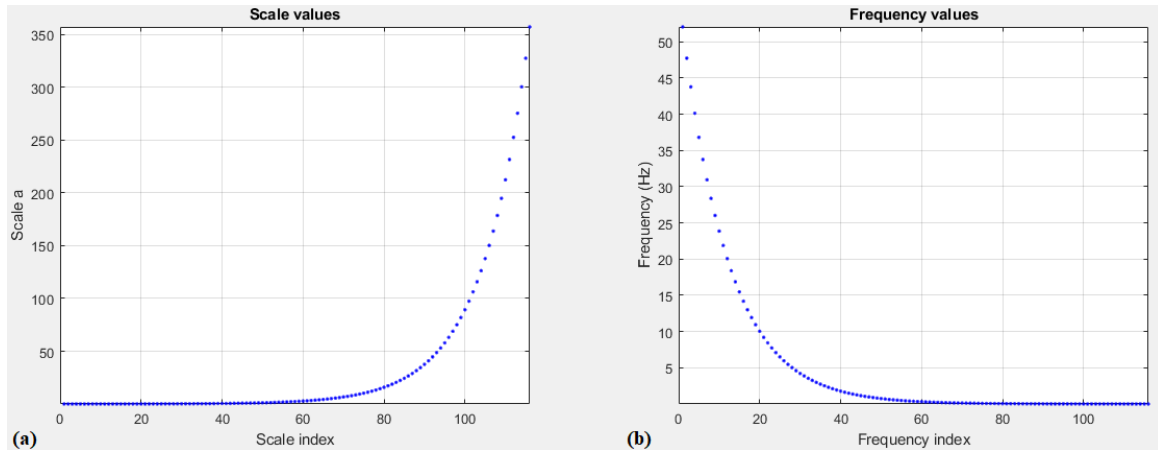 Scale values
350
300
250
200
150
100
50
0 20 40 60 80 100
Scale a
Scale index
(a)
Frequency values
50
45
40
35
30
25
20
15
10
5
0 20 40 60 80 100
Frequency (Hz)
Frequency index
(b)